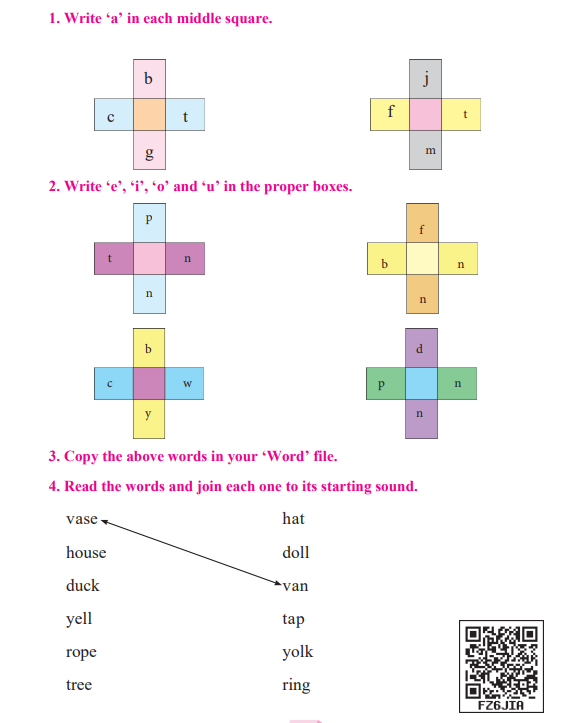 1. Write ‘a’ in each middle square.
b
c t
g
j
f t
m
2. Write ‘e’, ‘i’, ‘o’ and ‘u’ in the proper boxes.
p
t n
n
f
b n
n
b
c w
y
d
p n
n
3. Copy the above words in your ‘Word’ file.
4. Read the words and join each one to its starting sound.
vase hat
house doll
duck van
yell tap
rope yolk
tree ring
FZ6JIA